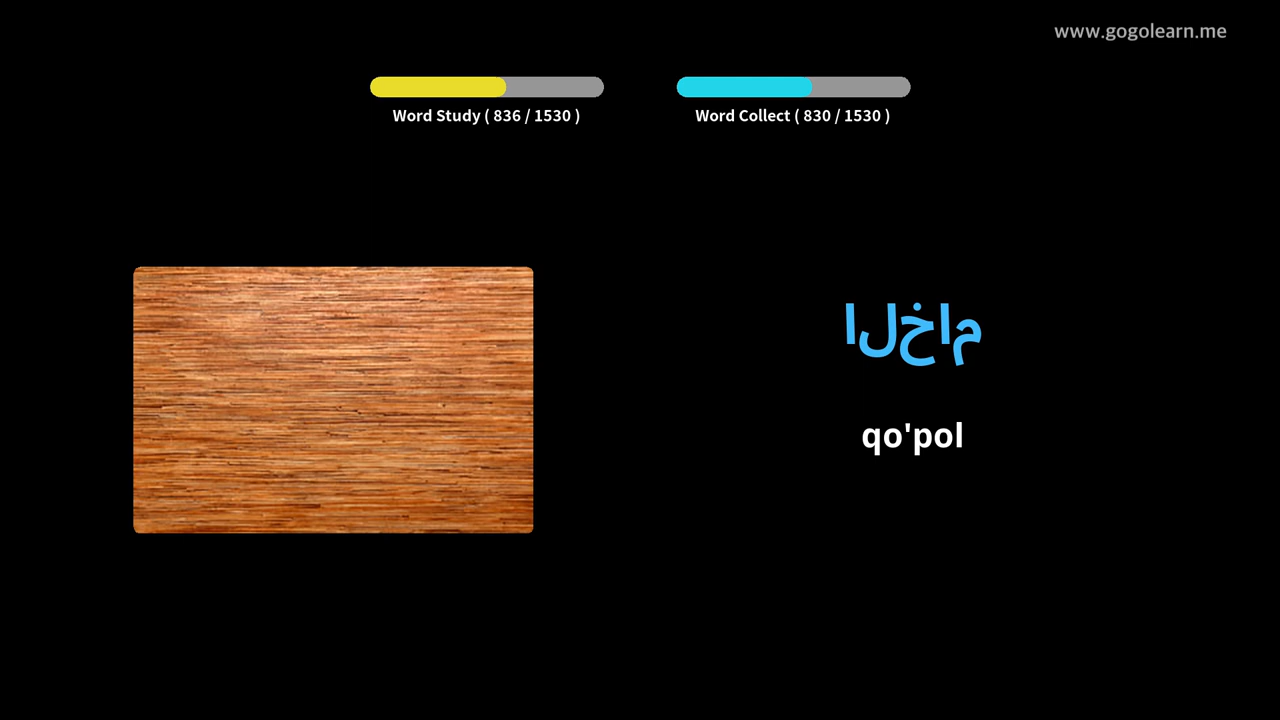 www.gogolearn.me
Word Study ( 836 / 1530 )
Word Collect ( 830 / 1530 )
الخام
qo'pol